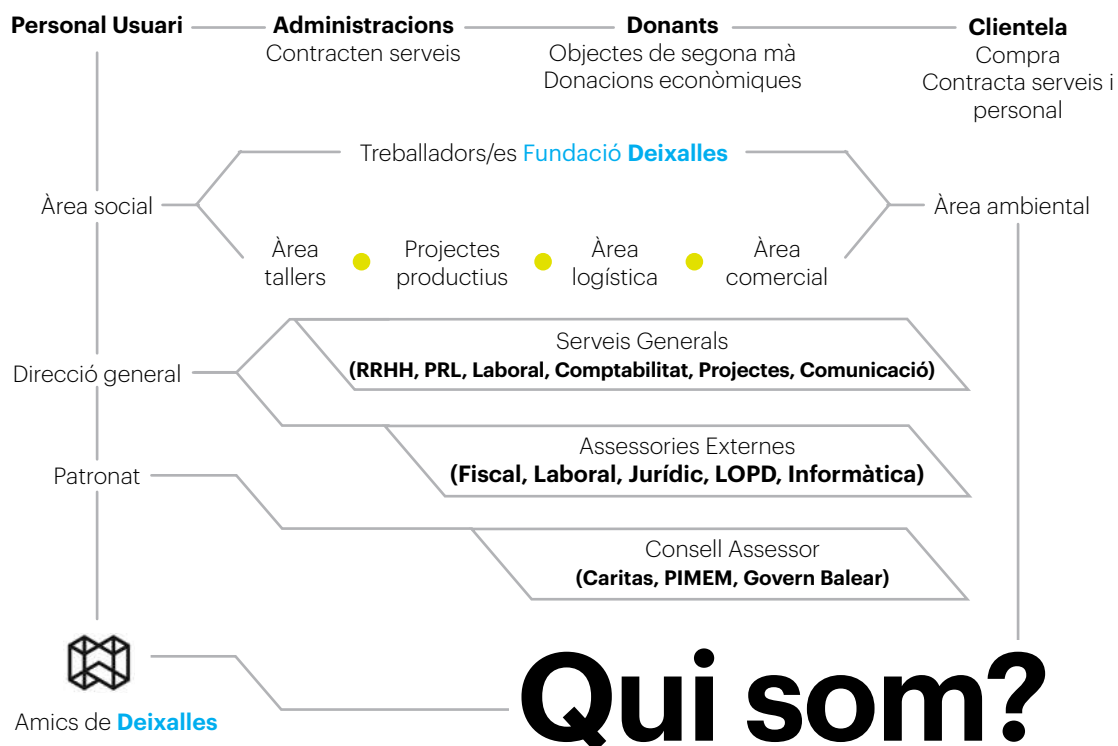 Personal Usuari
Administracions
Contracten serveis
Donants
Objectes de segona mà
Donacions econòmiques
Clientela
Compra
Contracta serveis i
personal
Treballadors/es Fundació Deixalles
Àrea social
Àrea ambiental
Àrea
tallers
Projectes
productius
Àrea
logística
Àrea
comercial
Serveis Generals
(RRHH, PRL, Laboral, Comptabilitat, Projectes, Comunicació)
Direcció general
Assessories Externes
(Fiscal, Laboral, Jurídic, LOPD, Informàtica)
Patronat
Consell Assessor
(Caritas, PIMEM, Govern Balear)
Amics de Deixalles
Qui som?